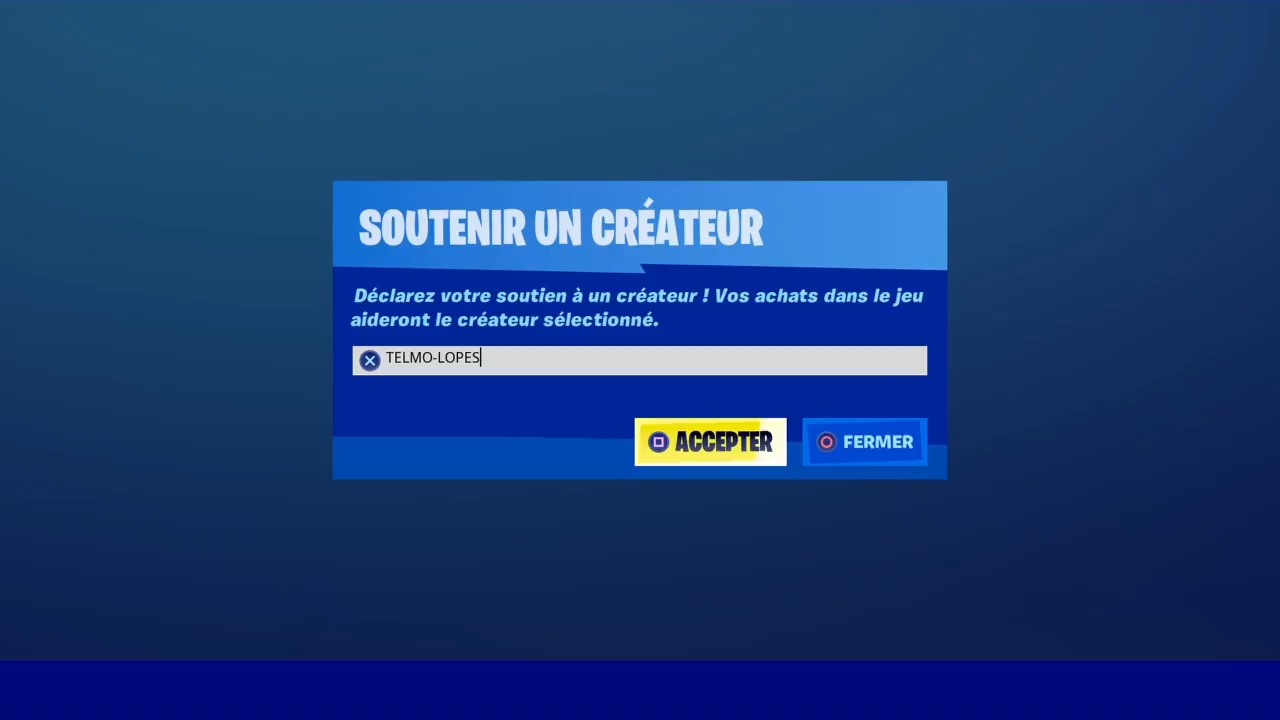 SOUTENIR UN CRÉATEUR
Déclarez votre soutien à un créateur ! Vos achats dans le jeu
aideront le créateur sélectionné.
TELMO-LOPES
ACCEPTER
FERMER